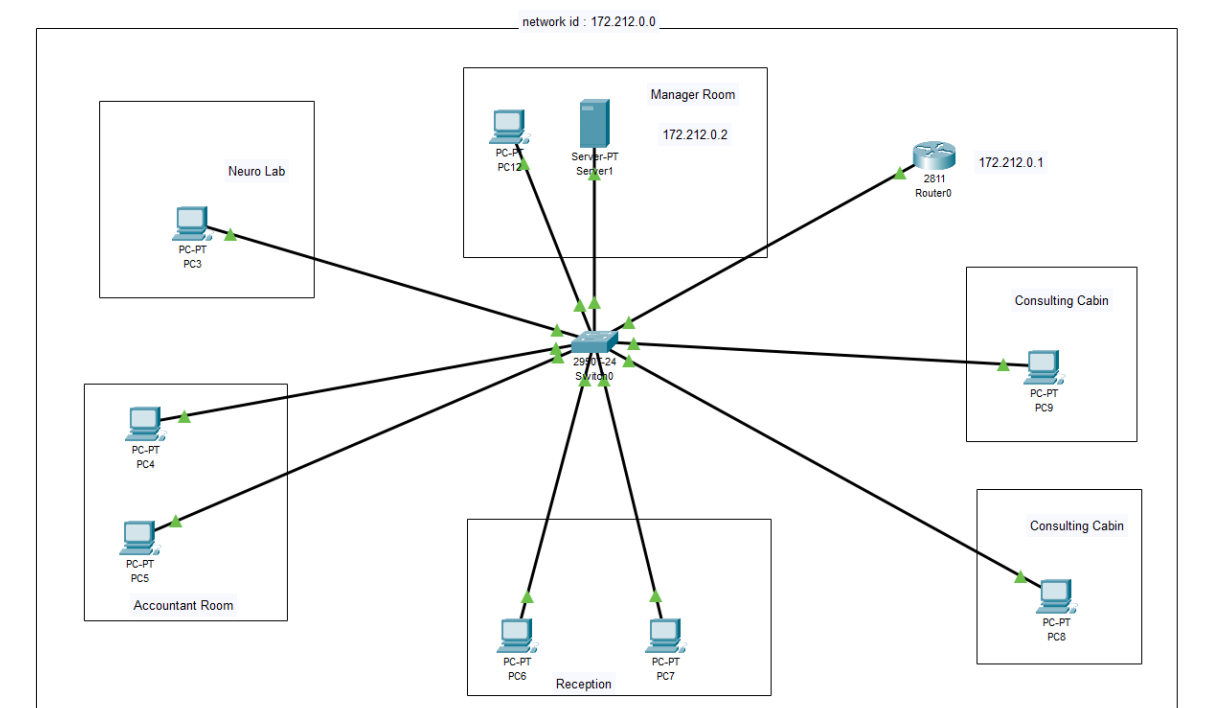 network id : 172.212.0.0
Manager Room
172.212.0.2
PC-PT
PC12
Server-PT
Server1
2811
Router0
172.212.0.1
Neuro Lab
PC-PT
PC3
Consulting Cabin
PC-PT
PC9
Switch0
PC-PT
PC4
PC-PT
PC5
Accountant Room
Consulting Cabin
PC-PT
PC8
PC-PT
PC6
PC-PT
PC7
Reception